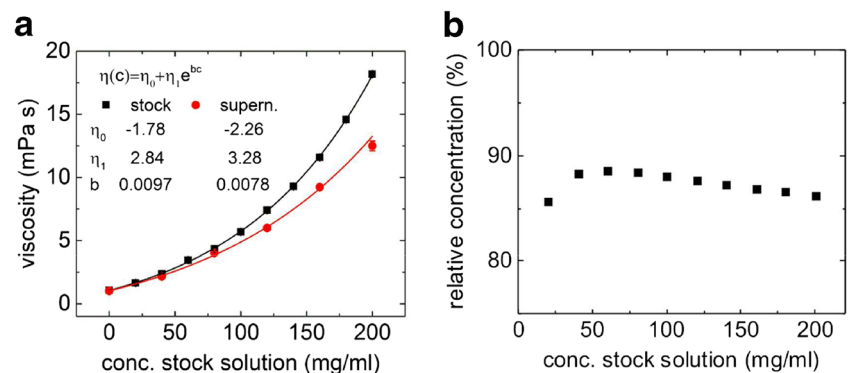 a
η(c)=η₀+η₁e^bc
stock supern.
η₀ -1.78 -2.26
η₁ 2.84 3.28
b 0.0097 0.0078
viscosity (mPa s)
20
15
10
5
0
0 50 100 150 200
conc. stock solution (mg/ml)
b
relative concentration (%)
100
90
80
0 50 100 150 200
conc. stock solution (mg/ml)